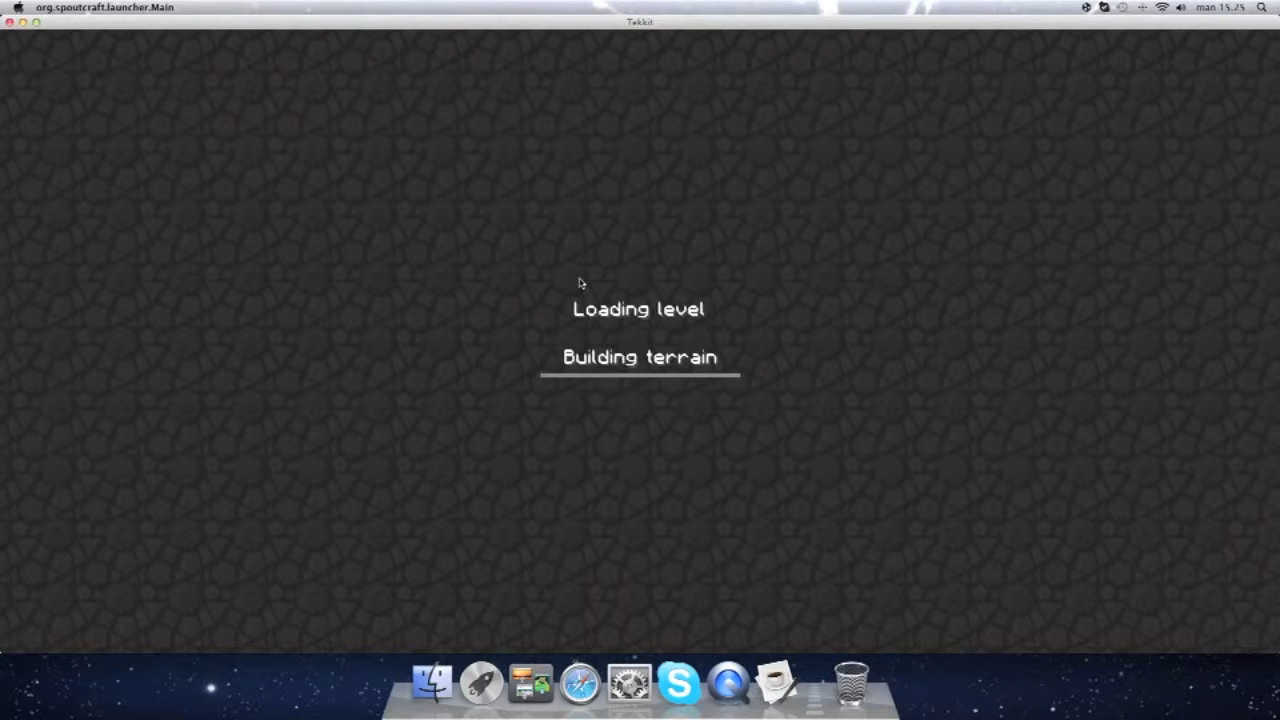 org.spoutcraft.launcher.Main
man 15.25
Tekkit
Loading level
Building terrain